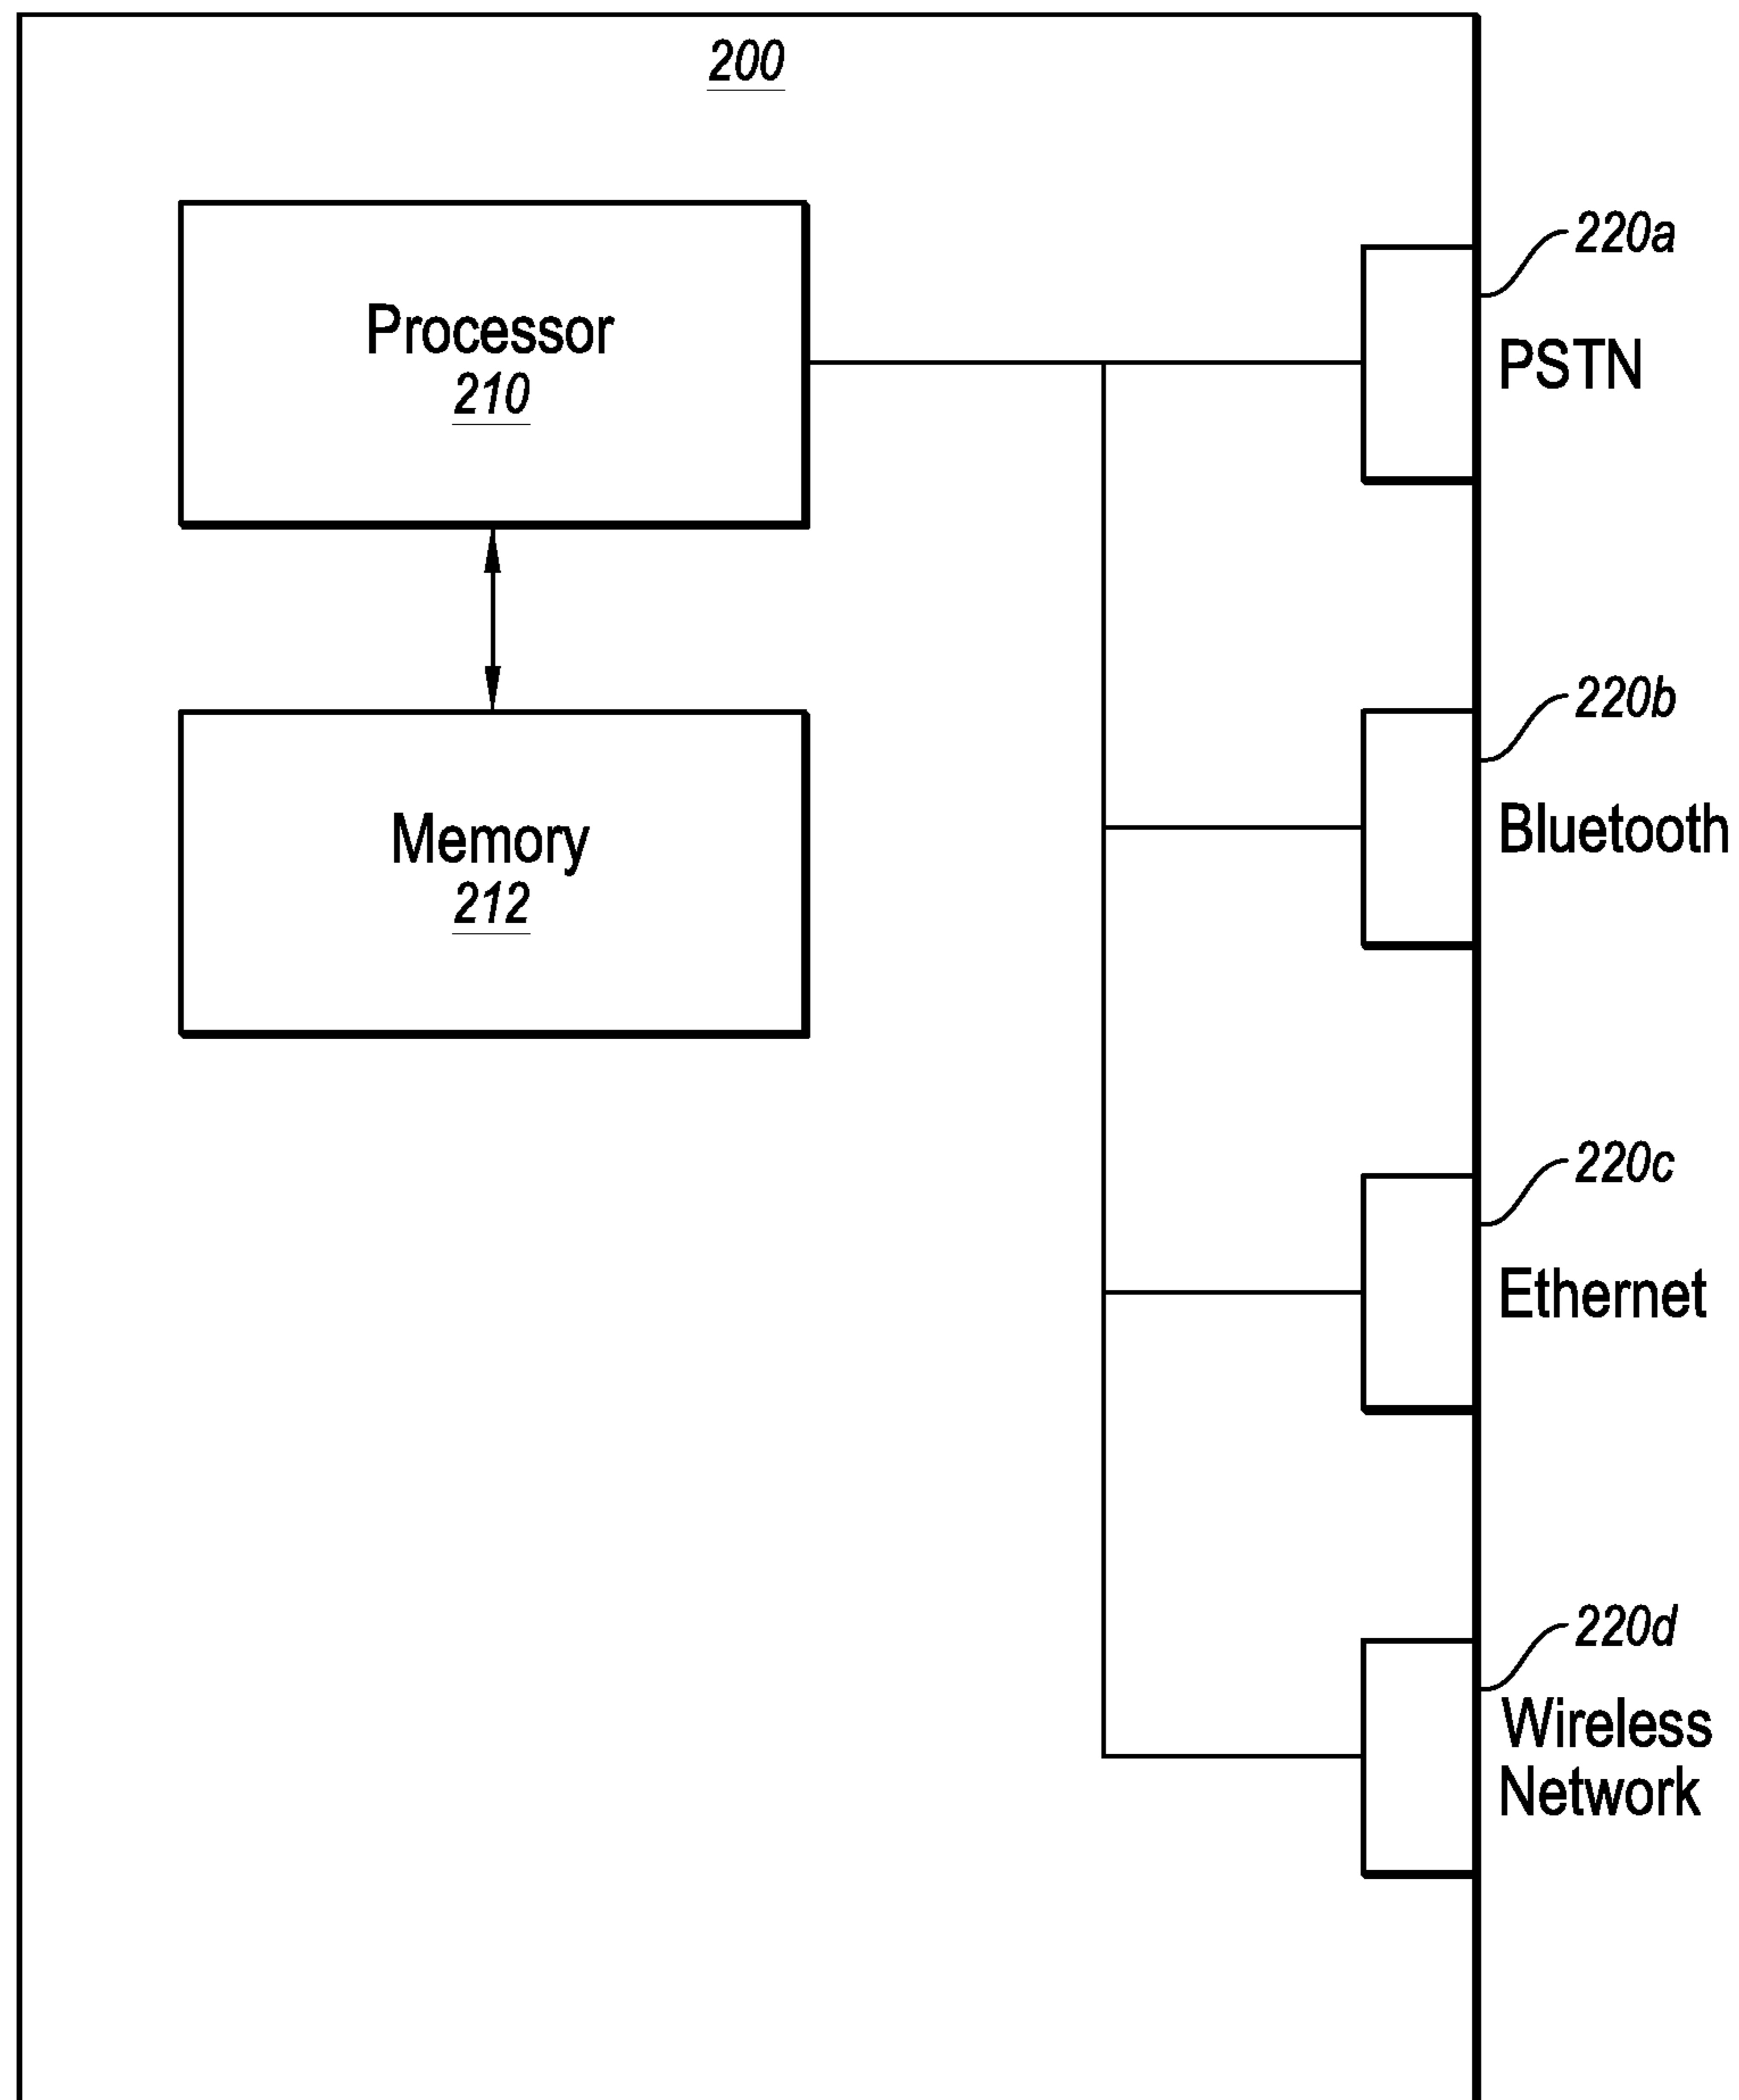 200
Processor
210
Memory
212
220a
PSTN
220b
Bluetooth
220c
Ethernet
220d
Wireless
Network